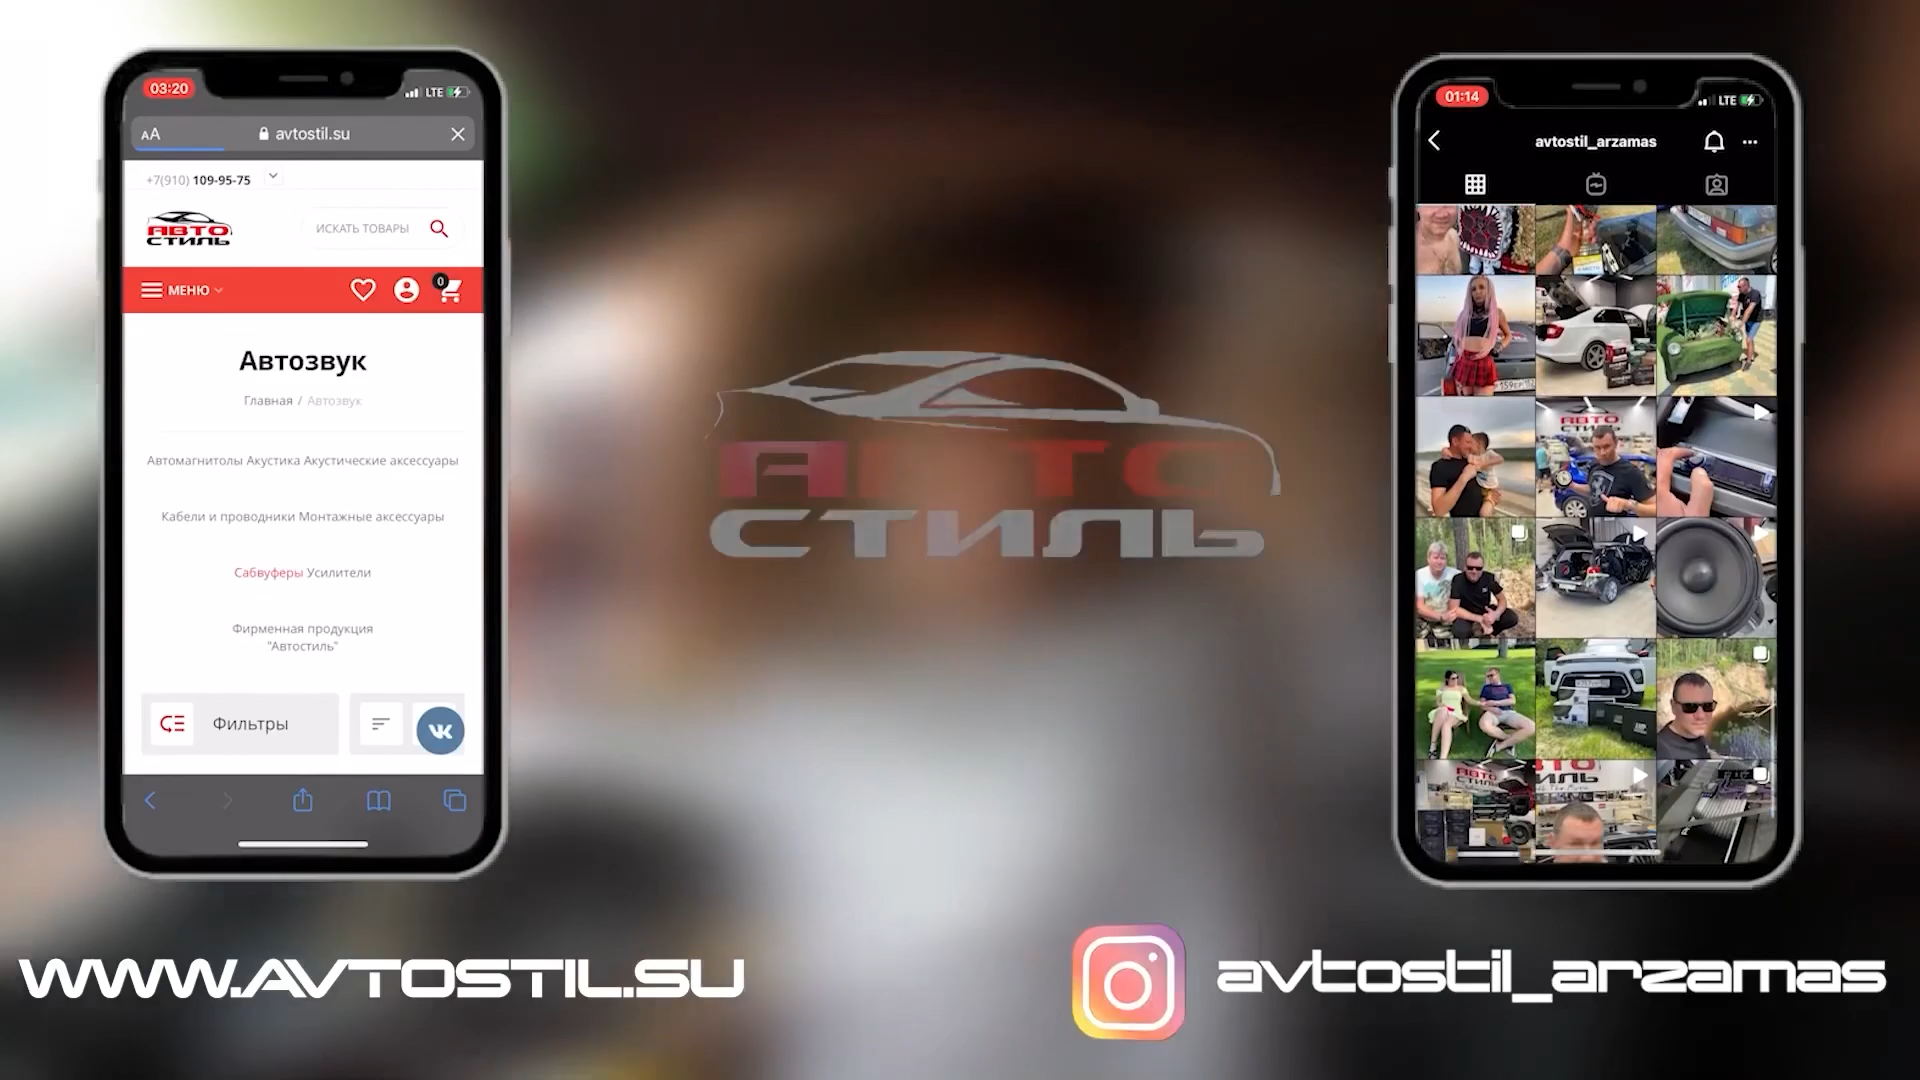 03:20
LTE
AA
avtostil.su
+7(910) 109-95-75
АВТО
СТИЛЬ
ИСКАТЬ ТОВАРЫ
МЕНЮ
0
Автозвук
Главная / Автозвук
Автомагнитолы Акустика Акустические аксессуары
Кабели и проводники Монтажные аксессуары
Сабвуферы Усилители
Фирменная продукция
"Автостиль"
Фильтры
АВТО
СТИЛЬ
01:14
LTE
avtostil_arzamas
АВТО
СТИЛЬ
WWW.AVTOSTIL.SU
avtostil_arzamas